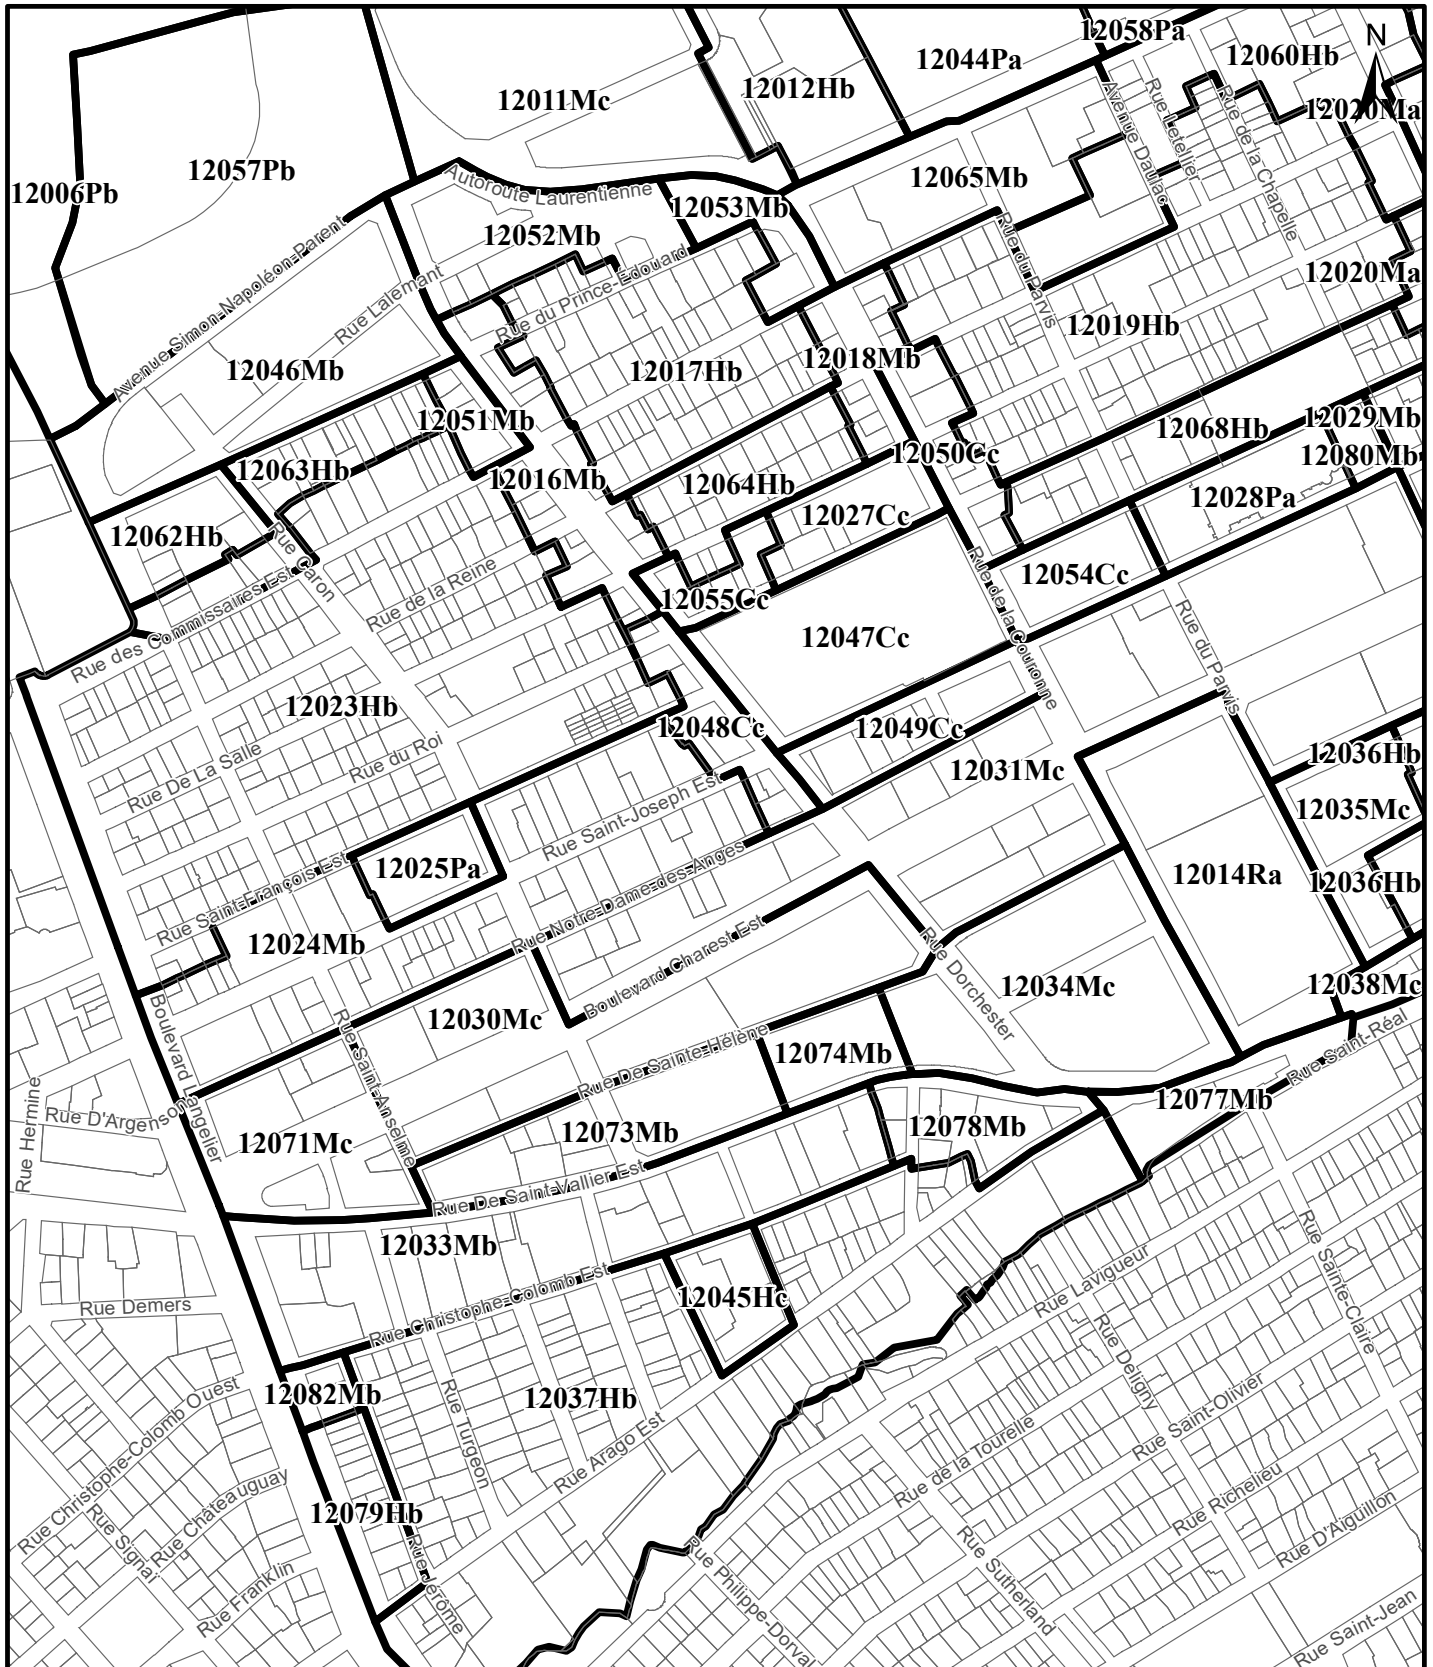 12058Pa
N
12044Pa
12060Hb
12011Mc
12012Hb
12020Ma
12057Pb
12006Pb
Avenue Dauriac
Rue Letellier
Rue de la Chapelle
Autoroute Laurentienne
12065Mb
12053Mb
12052Mb
Rue du Prince-Edouard
Avenue Simon-Napoléon-Parent
Rue Lalemant
Rue du Parvis
12020Ma
12019Hb
12046Mb
12017Hb
12018Mb
12051Mb
12029Mb
12068Hb
12050Cc
12080Mb
12063Hb
12016Mb
12064Hb
12028Pa
12027Cc
12062Hb
Rue Caron
Rue de la Reine
12054Cc
Rue des Commissaires Est
12055Cc
Rue de la Couronne
12047Cc
Rue du Parvis
12023Hb
12048Cc
12049Cc
Rue De La Salle
Rue du Roi
12031Mc
12036Hb
Rue Saint-Joseph Est
12035Mc
12025Pa
12014Ra
12036Hb
Rue Saint-François Est
Rue Notre-Dame-des-Anges
12024Mb
Boulevard Charest Est
Rue Dorchester
12034Mc
12038Mc
Boulevard Langelier
12030Mc
Rue Saint-Anselme
Rue De Sainte-Hélène
12074Mb
Rue Saint-Réal
12077Mb
Rue Hermine
Rue D'Argenson
12071Mc
12073Mb
12078Mb
Rue De Saint-Vallier Est
12033Mb
Rue Sainte-Claire
Rue Lavigueur
Rue Christophe-Colomb Est
12045Hc
Rue Demers
Rue Deligny
12082Mb
12037Hb
Rue Christophe-Colomb Ouest
Rue Turgeon
Rue Arago Est
Rue Saint-Olivier
Rue de la Tourelle
Rue Richelieu
Rue Châteauguay
Rue Signaï
12079Hb
Rue D'Aiguillon
Rue Franklin
Rue Jérôme
Rue Philippe-Dorval
Rue Sutherland
Rue Saint-Jean